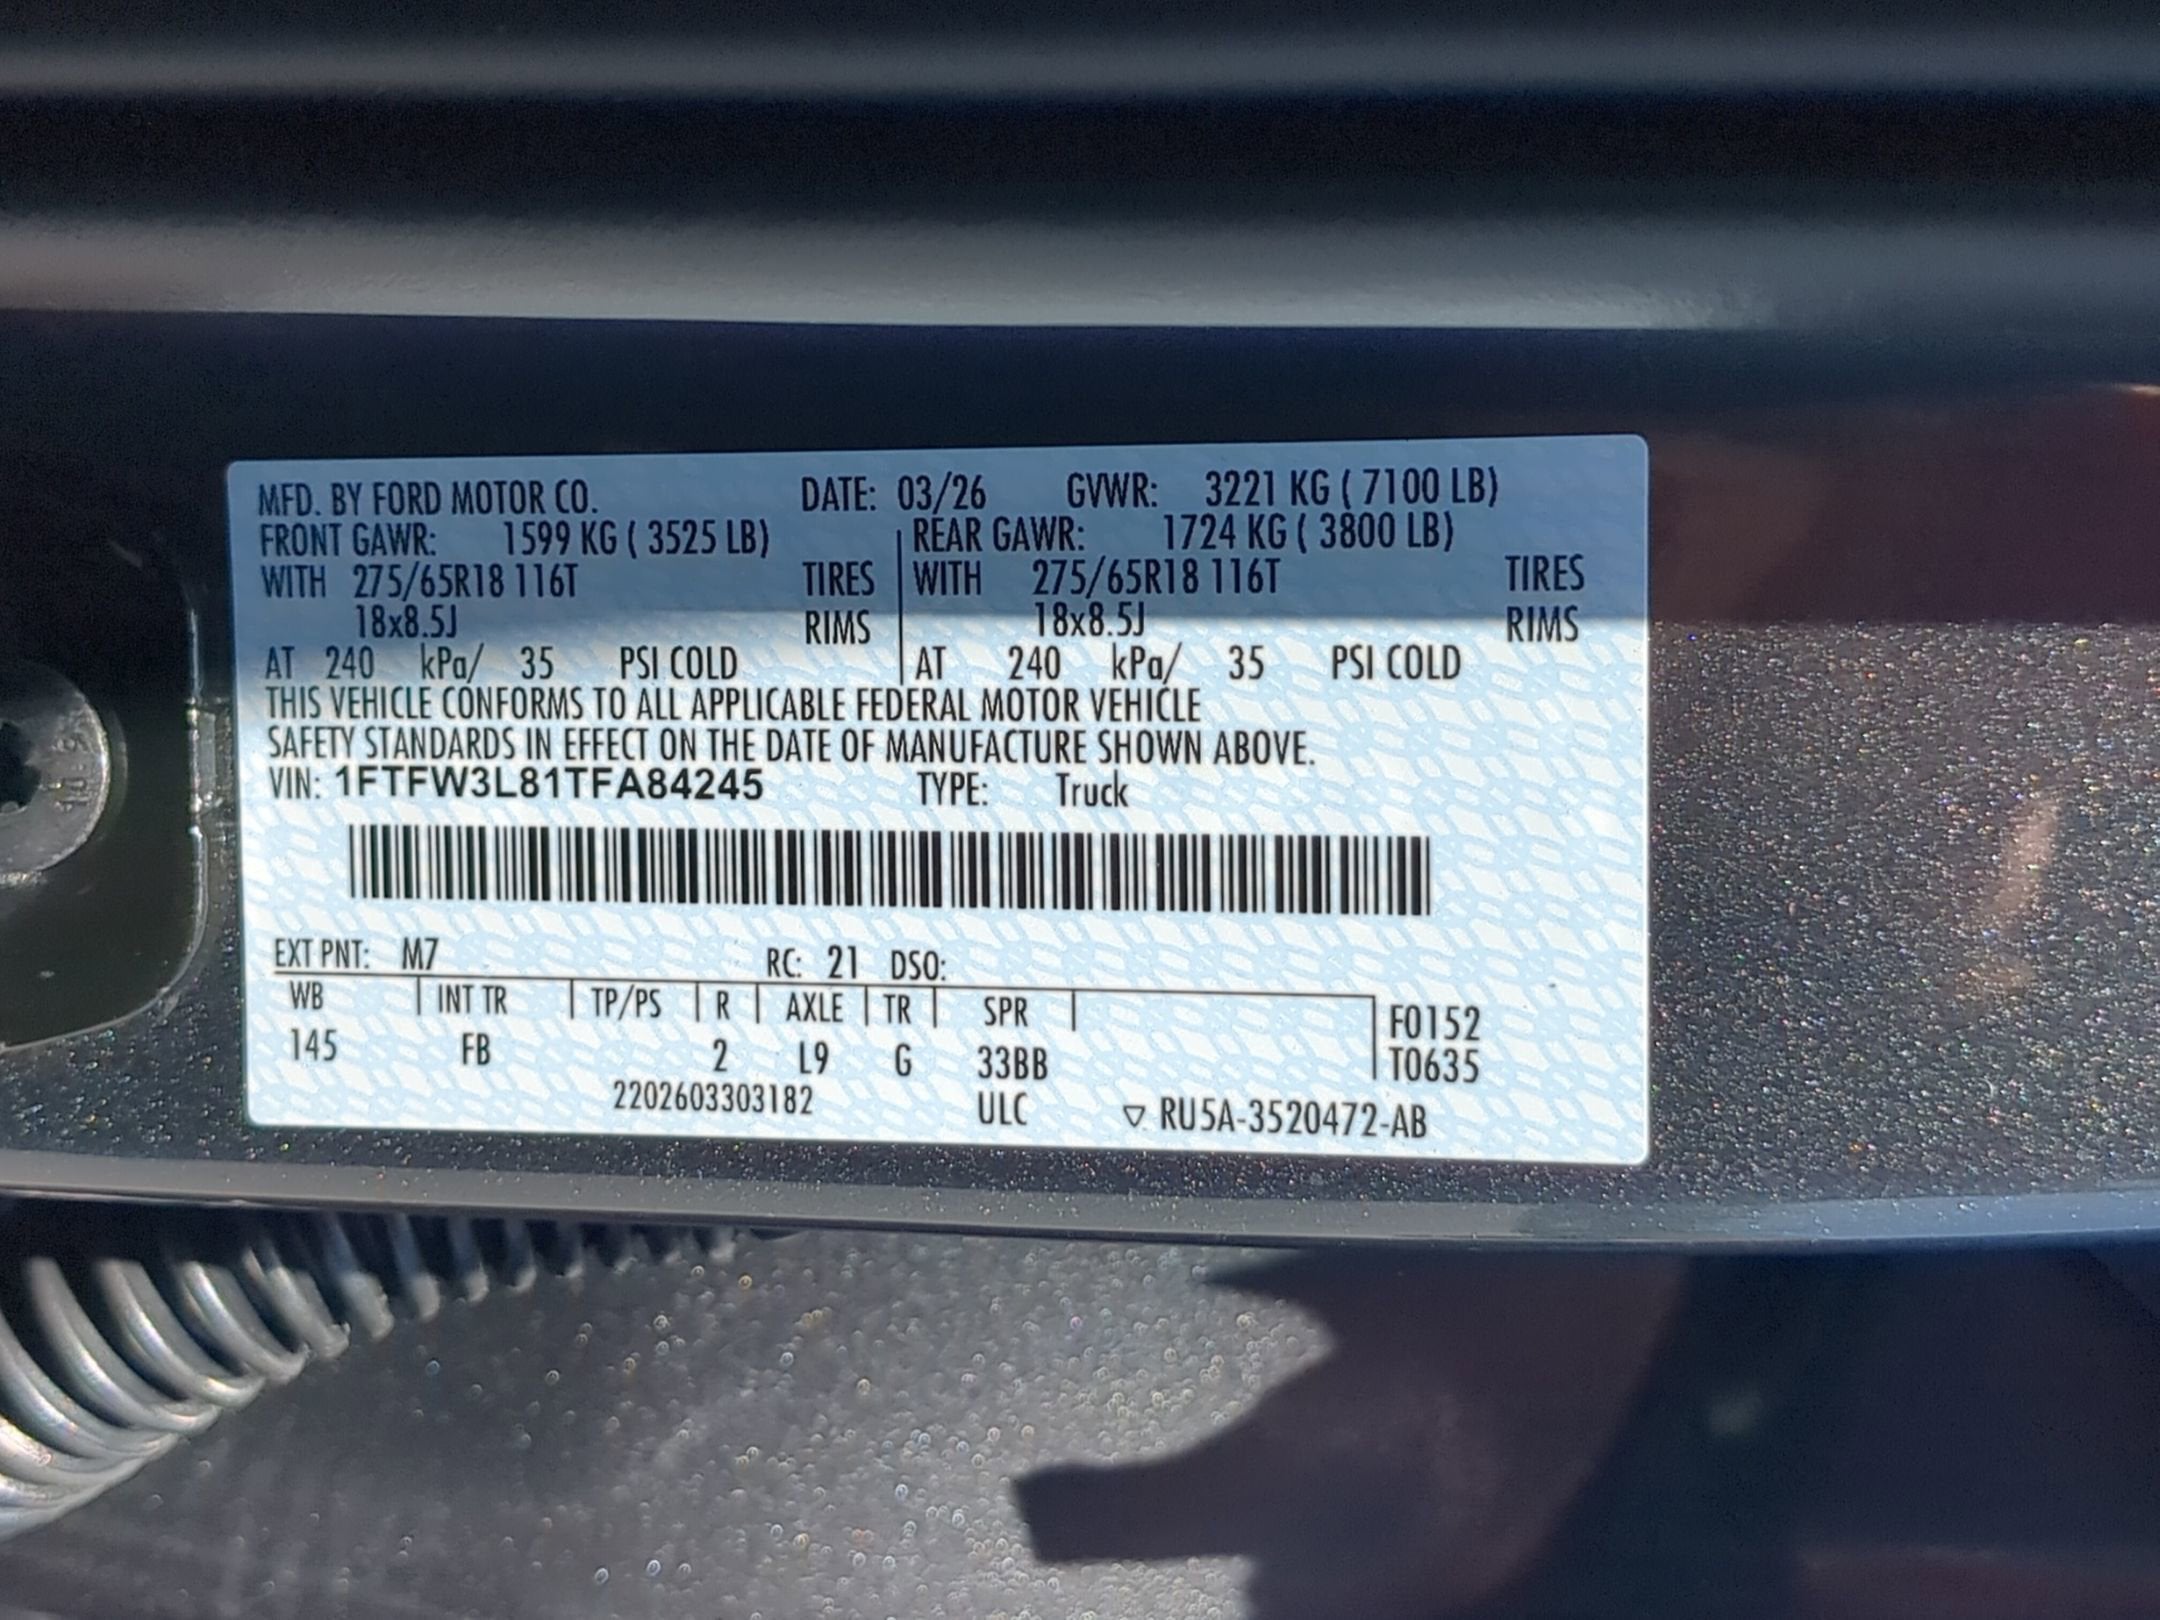 MFD. BY FORD MOTOR CO. DATE: 03/26 GVWR: 3221 KG ( 7100 LB)
FRONT GAWR: 1599 KG ( 3525 LB) REAR GAWR: 1724 KG ( 3800 LB)
WITH 275/65R18 116T TIRES WITH 275/65R18 116T TIRES
18x8.5J RIMS 18x8.5J RIMS
AT 240 kPa/ 35 PSI COLD AT 240 kPa/ 35 PSI COLD
THIS VEHICLE CONFORMS TO ALL APPLICABLE FEDERAL MOTOR VEHICLE
SAFETY STANDARDS IN EFFECT ON THE DATE OF MANUFACTURE SHOWN ABOVE.
VIN: 1FTFW3L81TFA84245 TYPE: Truck
EXT PNT: M7 RC: 21 DSO:
WB INT TR TP/PS R AXLE TR SPR
F0152
145 FB 2 L9 G 33BB
T0635
2202603303182 ULC ▽ RU5A-3520472-AB
10.9